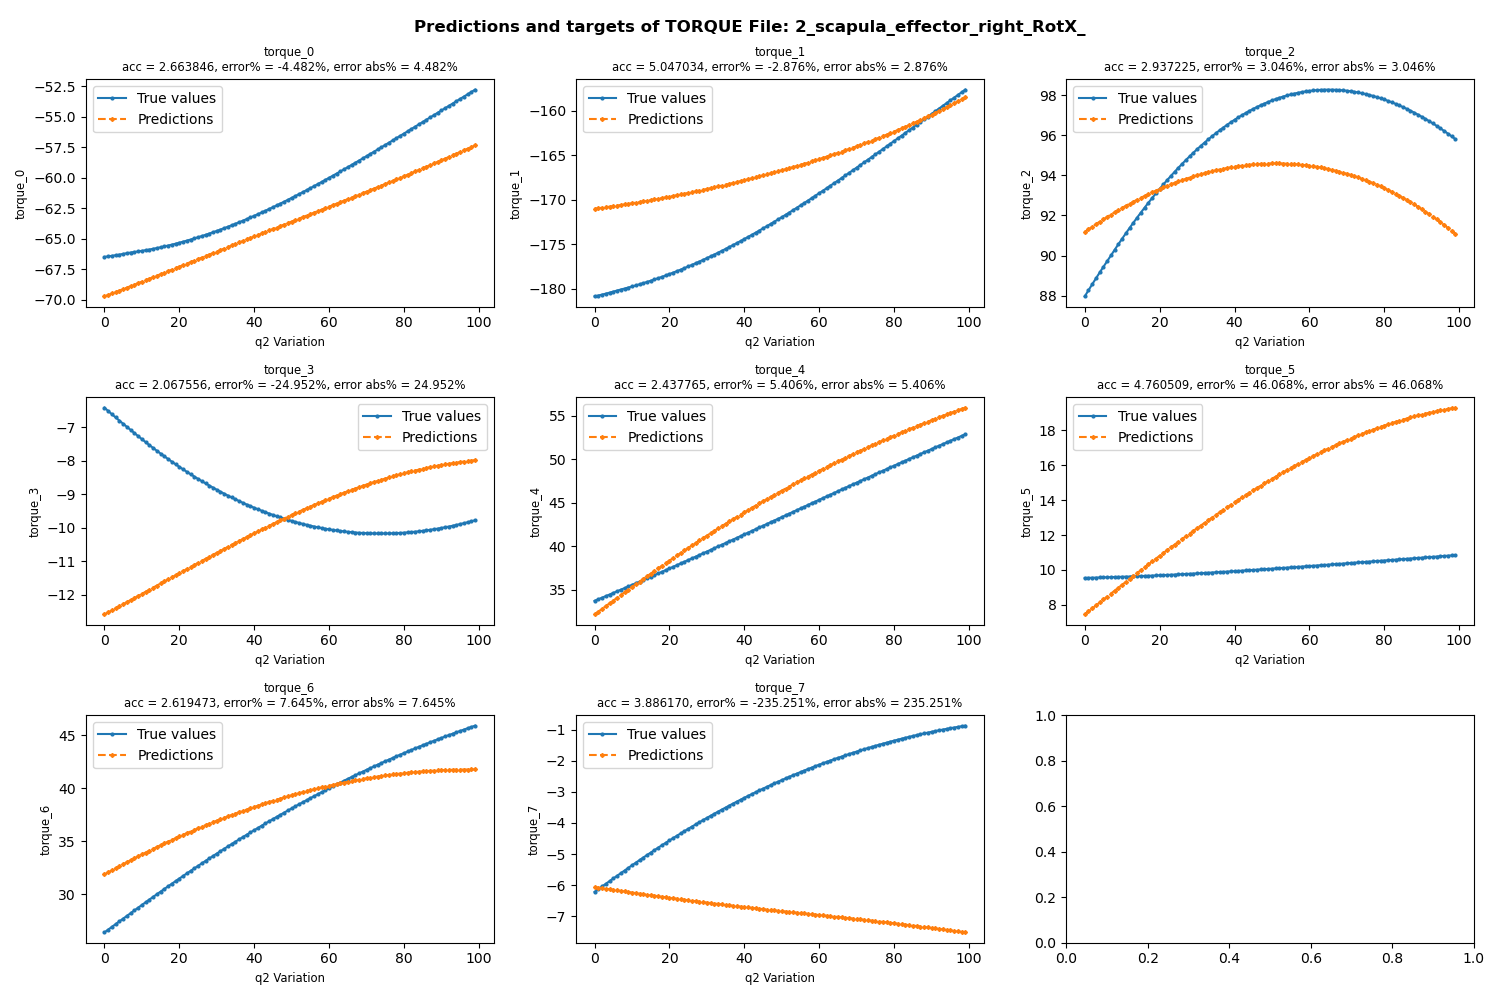 Predictions and targets of TORQUE File: 2_scapula_effector_right_RotX_
torque_0
acc = 2.663846, error% = -4.482%, error abs% = 4.482%
True values
Predictions
−52.5
−55.0
−57.5
−60.0
−62.5
−65.0
−67.5
−70.0
torque_0
0 20 40 60 80 100
q2 Variation
torque_1
acc = 5.047034, error% = -2.876%, error abs% = 2.876%
True values
Predictions
−160
−165
−170
−175
−180
torque_1
0 20 40 60 80 100
q2 Variation
torque_2
acc = 2.937225, error% = 3.046%, error abs% = 3.046%
True values
Predictions
98
96
94
92
90
88
torque_2
0 20 40 60 80 100
q2 Variation
torque_3
acc = 2.067556, error% = -24.952%, error abs% = 24.952%
True values
Predictions
−7
−8
−9
−10
−11
−12
torque_3
0 20 40 60 80 100
q2 Variation
torque_4
acc = 2.437765, error% = 5.406%, error abs% = 5.406%
True values
Predictions
55
50
45
40
35
torque_4
0 20 40 60 80 100
q2 Variation
torque_5
acc = 4.760509, error% = 46.068%, error abs% = 46.068%
True values
Predictions
18
16
14
12
10
8
torque_5
0 20 40 60 80 100
q2 Variation
torque_6
acc = 2.619473, error% = 7.645%, error abs% = 7.645%
True values
Predictions
45
40
35
30
torque_6
0 20 40 60 80 100
q2 Variation
torque_7
acc = 3.886170, error% = -235.251%, error abs% = 235.251%
True values
Predictions
−1
−2
−3
−4
−5
−6
−7
torque_7
0 20 40 60 80 100
q2 Variation
1.0
0.8
0.6
0.4
0.2
0.0
0.0 0.2 0.4 0.6 0.8 1.0